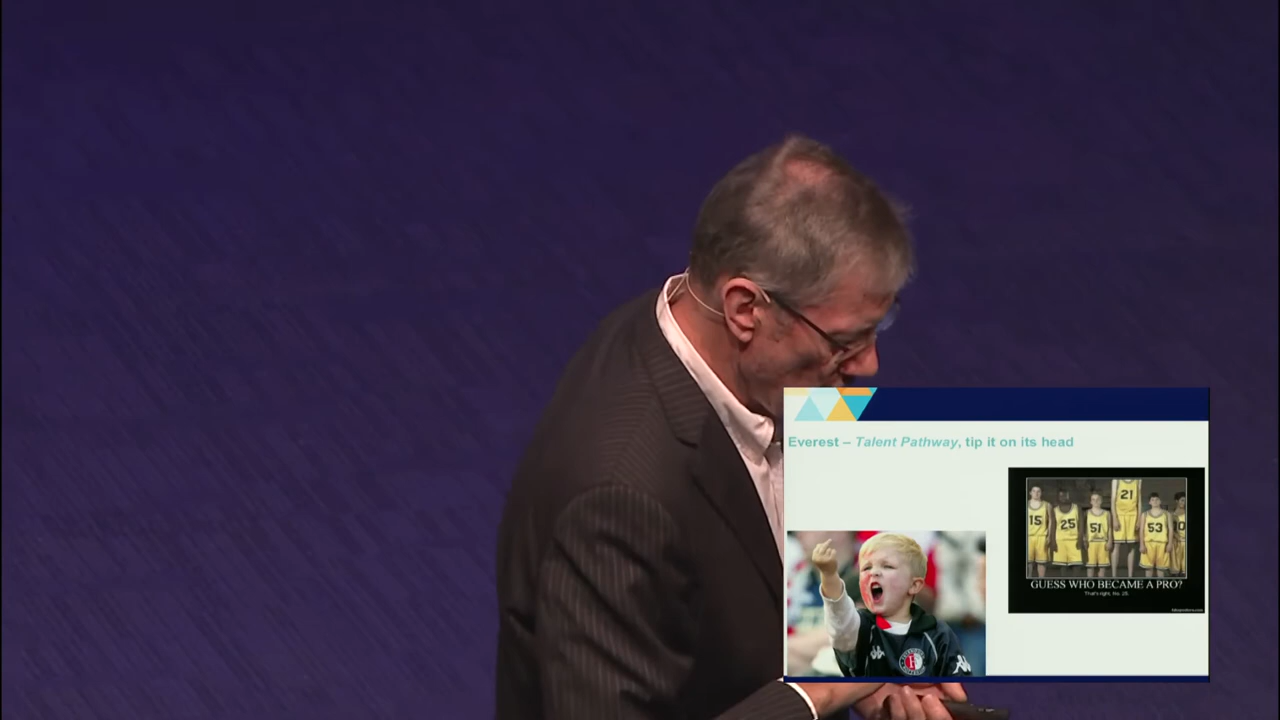 Everest – Talent Pathway, tip it on its head
15
25
51
21
53
GUESS WHO BECAME A PRO?
That's right, No. 25.